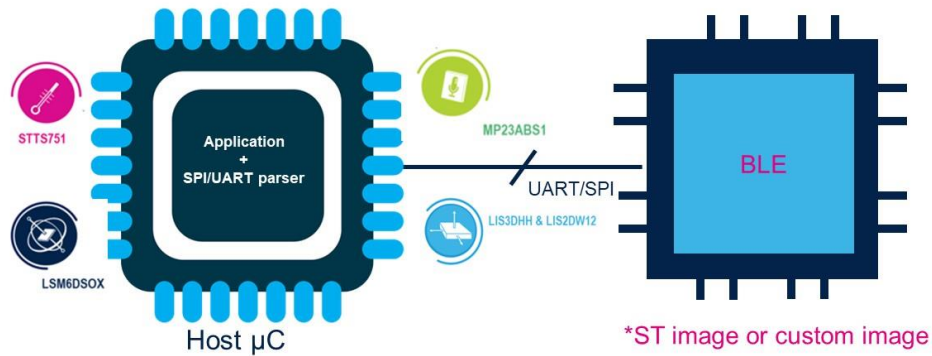 STTS751
LSM6DSOX
Application
+
SPI/UART parser
Host µC
MP23ABS1
UART/SPI
LIS3DHH & LIS2DW12
BLE
*ST image or custom image